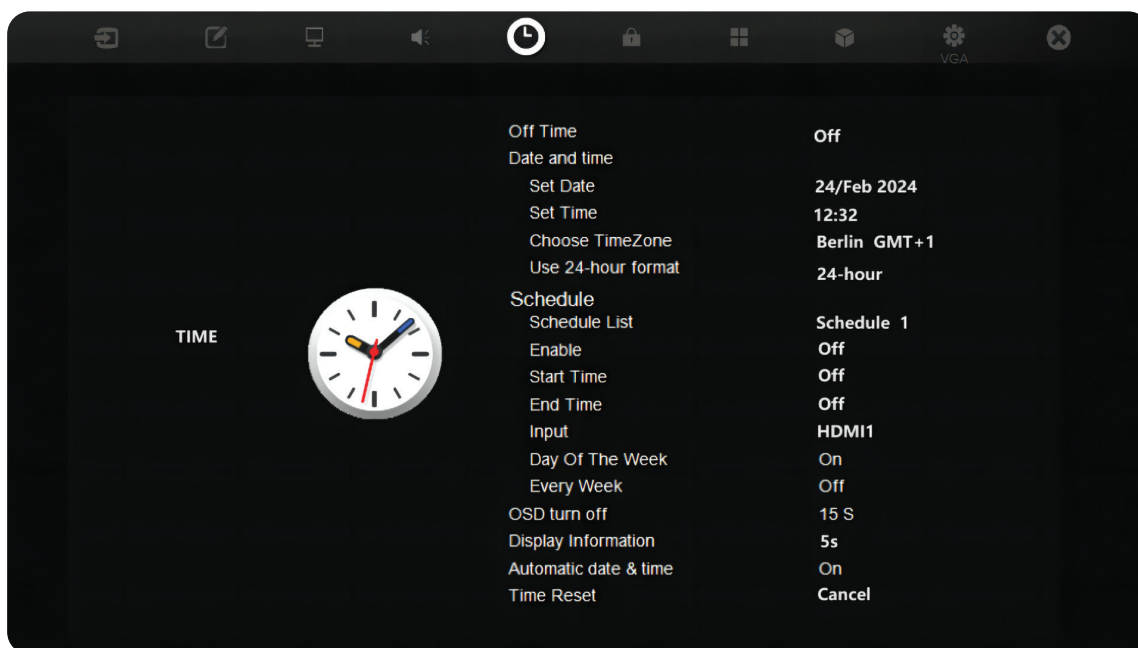 VGA
Off Time Off
Date and time
Set Date 24/Feb 2024
Set Time 12:32
Choose TimeZone Berlin GMT+1
Use 24-hour format 24-hour
Schedule
Schedule List Schedule 1
TIME
Enable Off
Start Time Off
End Time Off
Input HDMI1
Day Of The Week On
Every Week Off
OSD turn off 15 S
Display Information 5s
Automatic date & time On
Time Reset Cancel